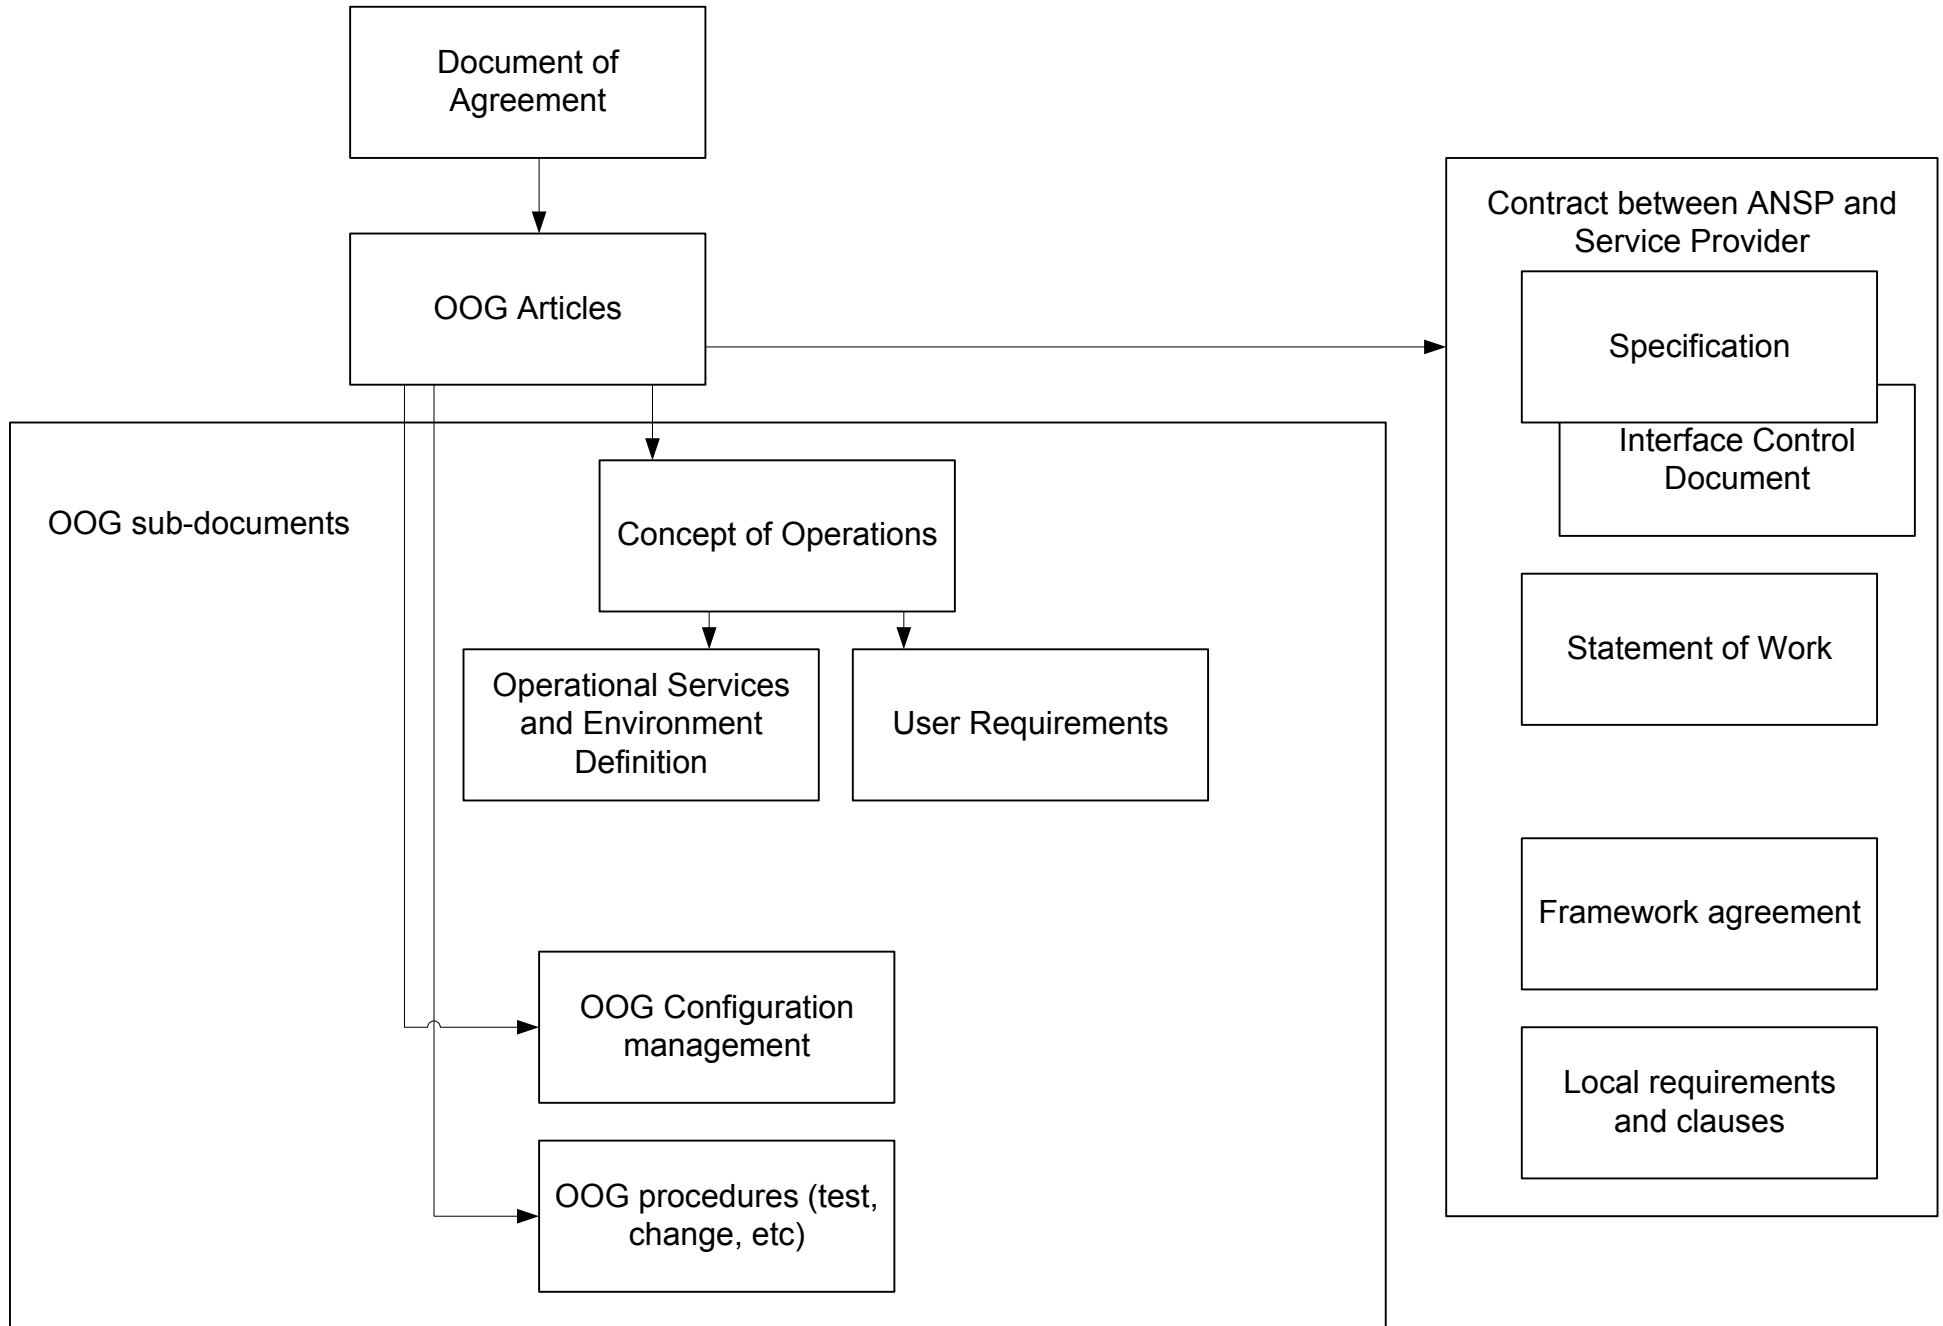 Document of
Agreement
OOG Articles
OOG sub-documents
Concept of Operations
Operational Services
and Environment
Definition
User Requirements
OOG Configuration
management
OOG procedures (test,
change, etc)
Contract between ANSP and
Service Provider
Specification
Interface Control
Document
Statement of Work
Framework agreement
Local requirements
and clauses